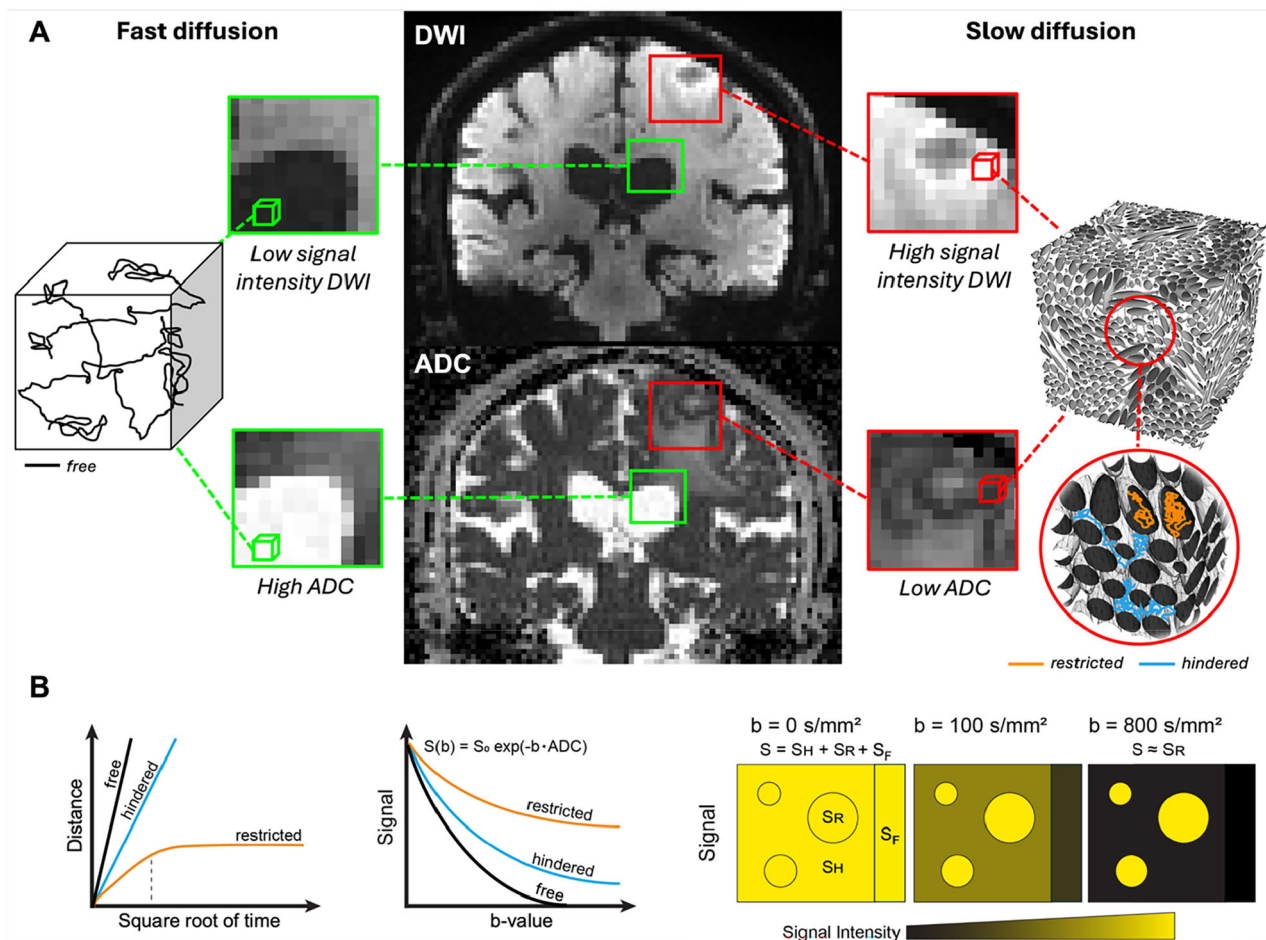 A
Fast diffusion
DWI
Slow diffusion
Low signal
intensity DWI
High signal
intensity DWI
ADC
free
High ADC
Low ADC
restricted
hindered
B
Distance
free
hindered
restricted
Square root of time
Signal
S(b) = S₀ exp(-b·ADC)
restricted
hindered
free
b-value
Signal
b = 0 s/mm²
S = SH + SR + SF
b = 100 s/mm²
b = 800 s/mm²
S ≈ SR
SR
SH
SF
Signal Intensity